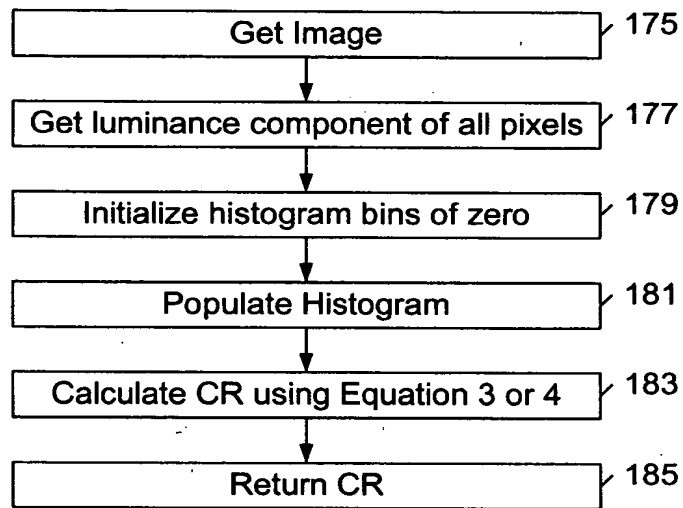 Get Image 175
Get luminance component of all pixels 177
Initialize histogram bins of zero 179
Populate Histogram 181
Calculate CR using Equation 3 or 4 183
Return CR 185